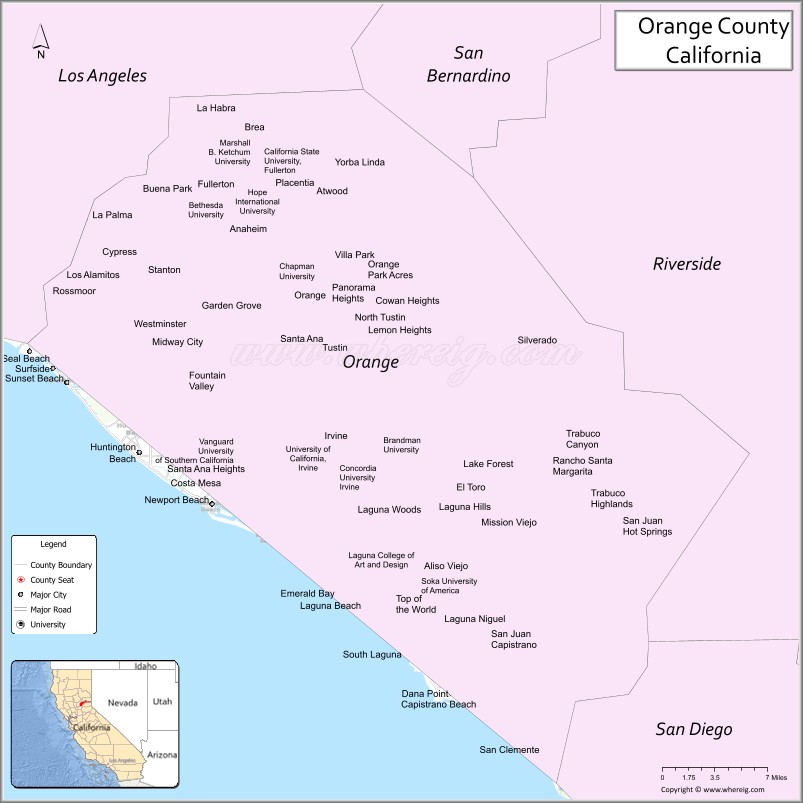 Orange County
California
N
Los Angeles
San
Bernardino
La Habra
Brea
Marshall
B. Ketchum
University
California State
University,
Fullerton
Yorba Linda
Buena Park
Fullerton
Placentia
Hope
International
University
Atwood
La Palma
Bethesda
University
Anaheim
Cypress
Villa Park
Orange
Park Acres
Riverside
Los Alamitos
Stanton
Chapman
University
Rossmoor
Orange
Panorama
Heights
Cowan Heights
Garden Grove
North Tustin
Westminster
Lemon Heights
Midway City
Santa Ana
Tustin
Silverado
www.whereig.com
Orange
Seal Beach
Surfside
Sunset Beach
Fountain
Valley
Huntington
Beach
Vanguard
University
of Southern California
Santa Ana Heights
Costa Mesa
Newport Beach
Irvine
University of
California,
Irvine
Brandman
University
Concordia
University
Irvine
Trabuco
Canyon
Lake Forest
Rancho Santa
Margarita
El Toro
Trabuco
Highlands
Laguna Woods
Laguna Hills
Mission Viejo
San Juan
Hot Springs
Laguna College of
Art and Design
Aliso Viejo
Soka University
of America
Emerald Bay
Laguna Beach
Top of
the World
Laguna Niguel
San Juan
Capistrano
South Laguna
Dana Point
Capistrano Beach
San Clemente
San Diego
Legend
County Boundary
County Seat
Major City
Major Road
University
Idaho
Nevada
Utah
California
Los Angeles
Arizona
0 1.75 3.5 7 Miles
Copyright © www.whereig.com